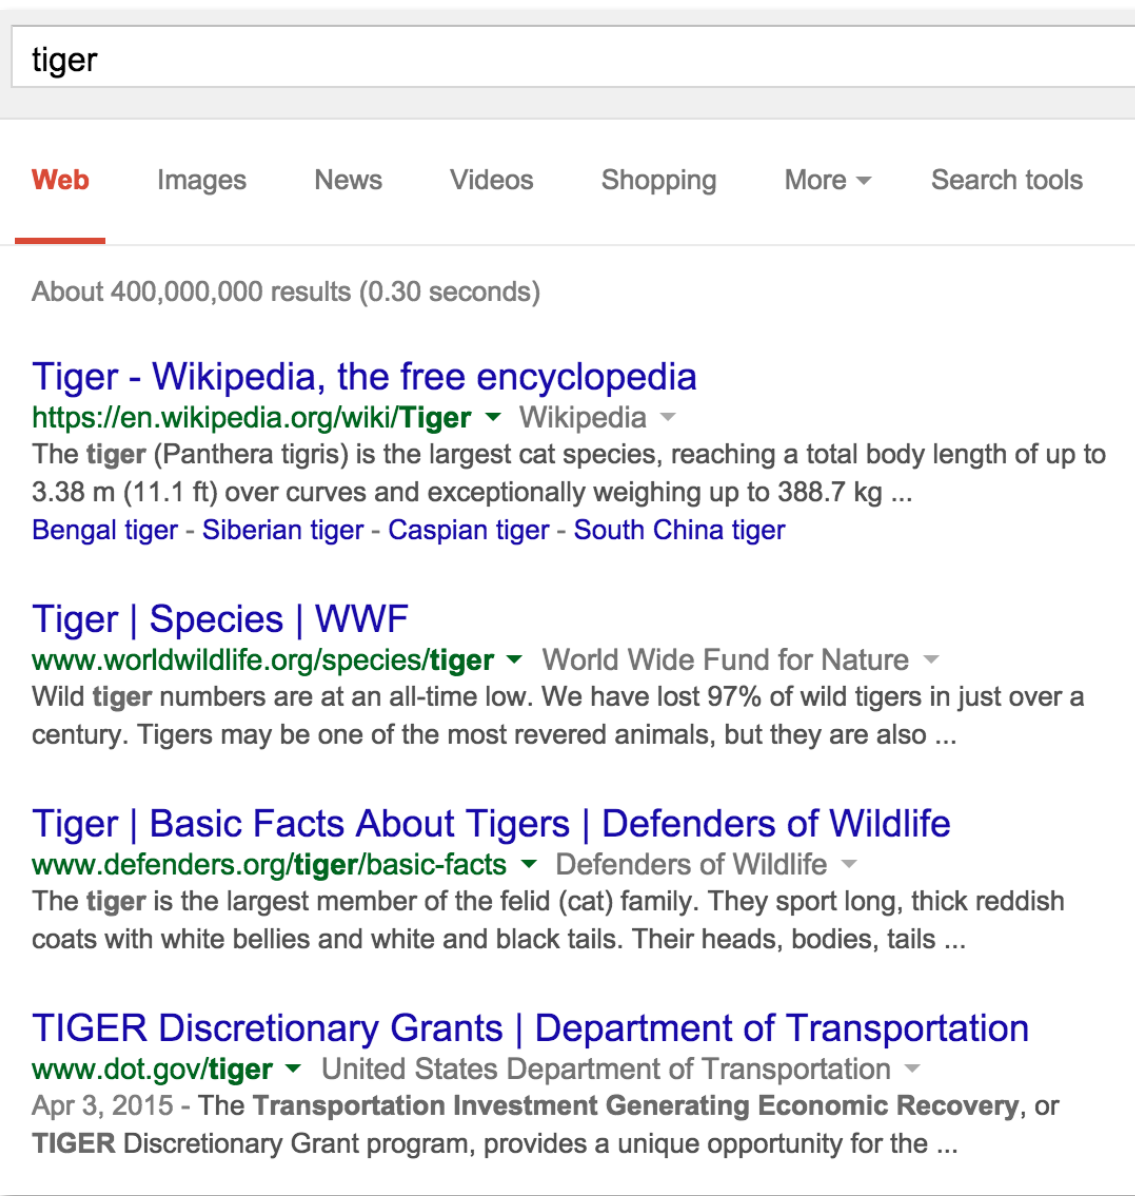 tiger
Web Images News Videos Shopping More Search tools
About 400,000,000 results (0.30 seconds)
Tiger - Wikipedia, the free encyclopedia
https://en.wikipedia.org/wiki/Tiger Wikipedia
The tiger (Panthera tigris) is the largest cat species, reaching a total body length of up to
3.38 m (11.1 ft) over curves and exceptionally weighing up to 388.7 kg ...
Bengal tiger - Siberian tiger - Caspian tiger - South China tiger
Tiger | Species | WWF
www.worldwildlife.org/species/tiger World Wide Fund for Nature
Wild tiger numbers are at an all-time low. We have lost 97% of wild tigers in just over a
century. Tigers may be one of the most revered animals, but they are also ...
Tiger | Basic Facts About Tigers | Defenders of Wildlife
www.defenders.org/tiger/basic-facts Defenders of Wildlife
The tiger is the largest member of the felid (cat) family. They sport long, thick reddish
coats with white bellies and white and black tails. Their heads, bodies, tails ...
TIGER Discretionary Grants | Department of Transportation
www.dot.gov/tiger United States Department of Transportation
Apr 3, 2015 - The Transportation Investment Generating Economic Recovery, or
TIGER Discretionary Grant program, provides a unique opportunity for the ...